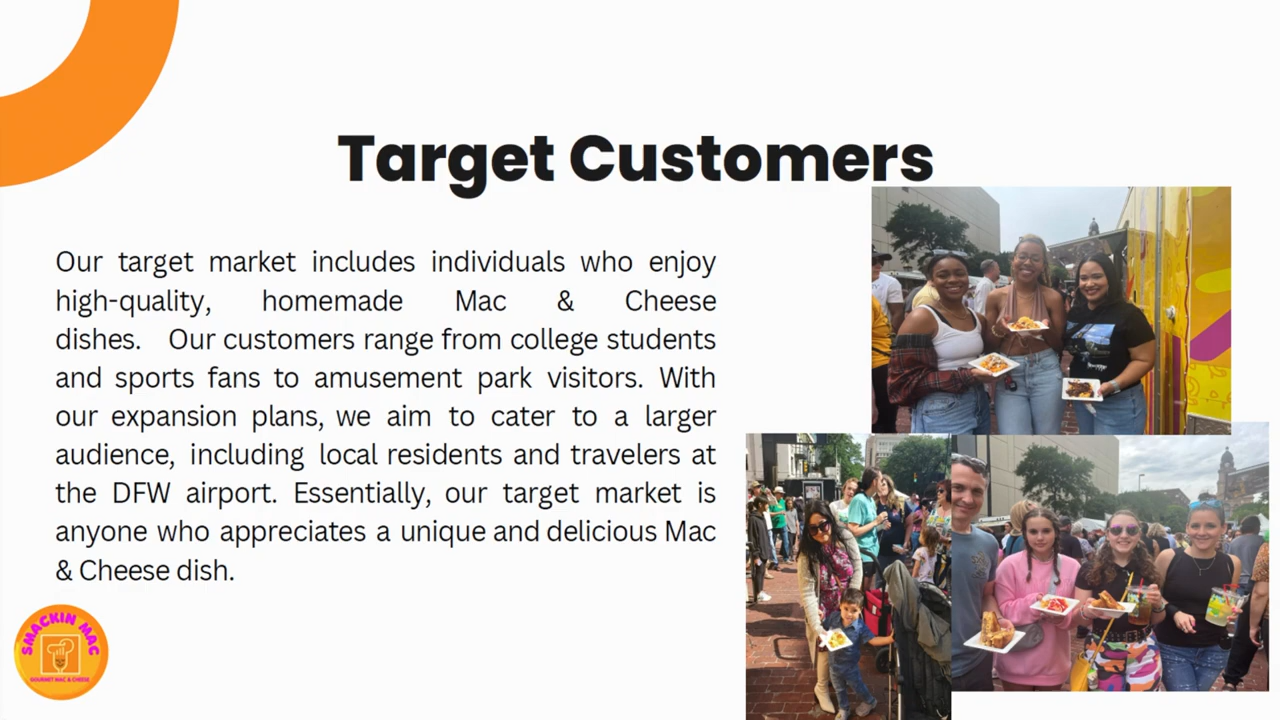 Target Customers
Our target market includes individuals who enjoy
high-quality, homemade Mac & Cheese
dishes. Our customers range from college students
and sports fans to amusement park visitors. With
our expansion plans, we aim to cater to a larger
audience, including local residents and travelers at
the DFW airport. Essentially, our target market is
anyone who appreciates a unique and delicious Mac
& Cheese dish.
SMACKIN MAC
GOURMET MAC & CHEESE